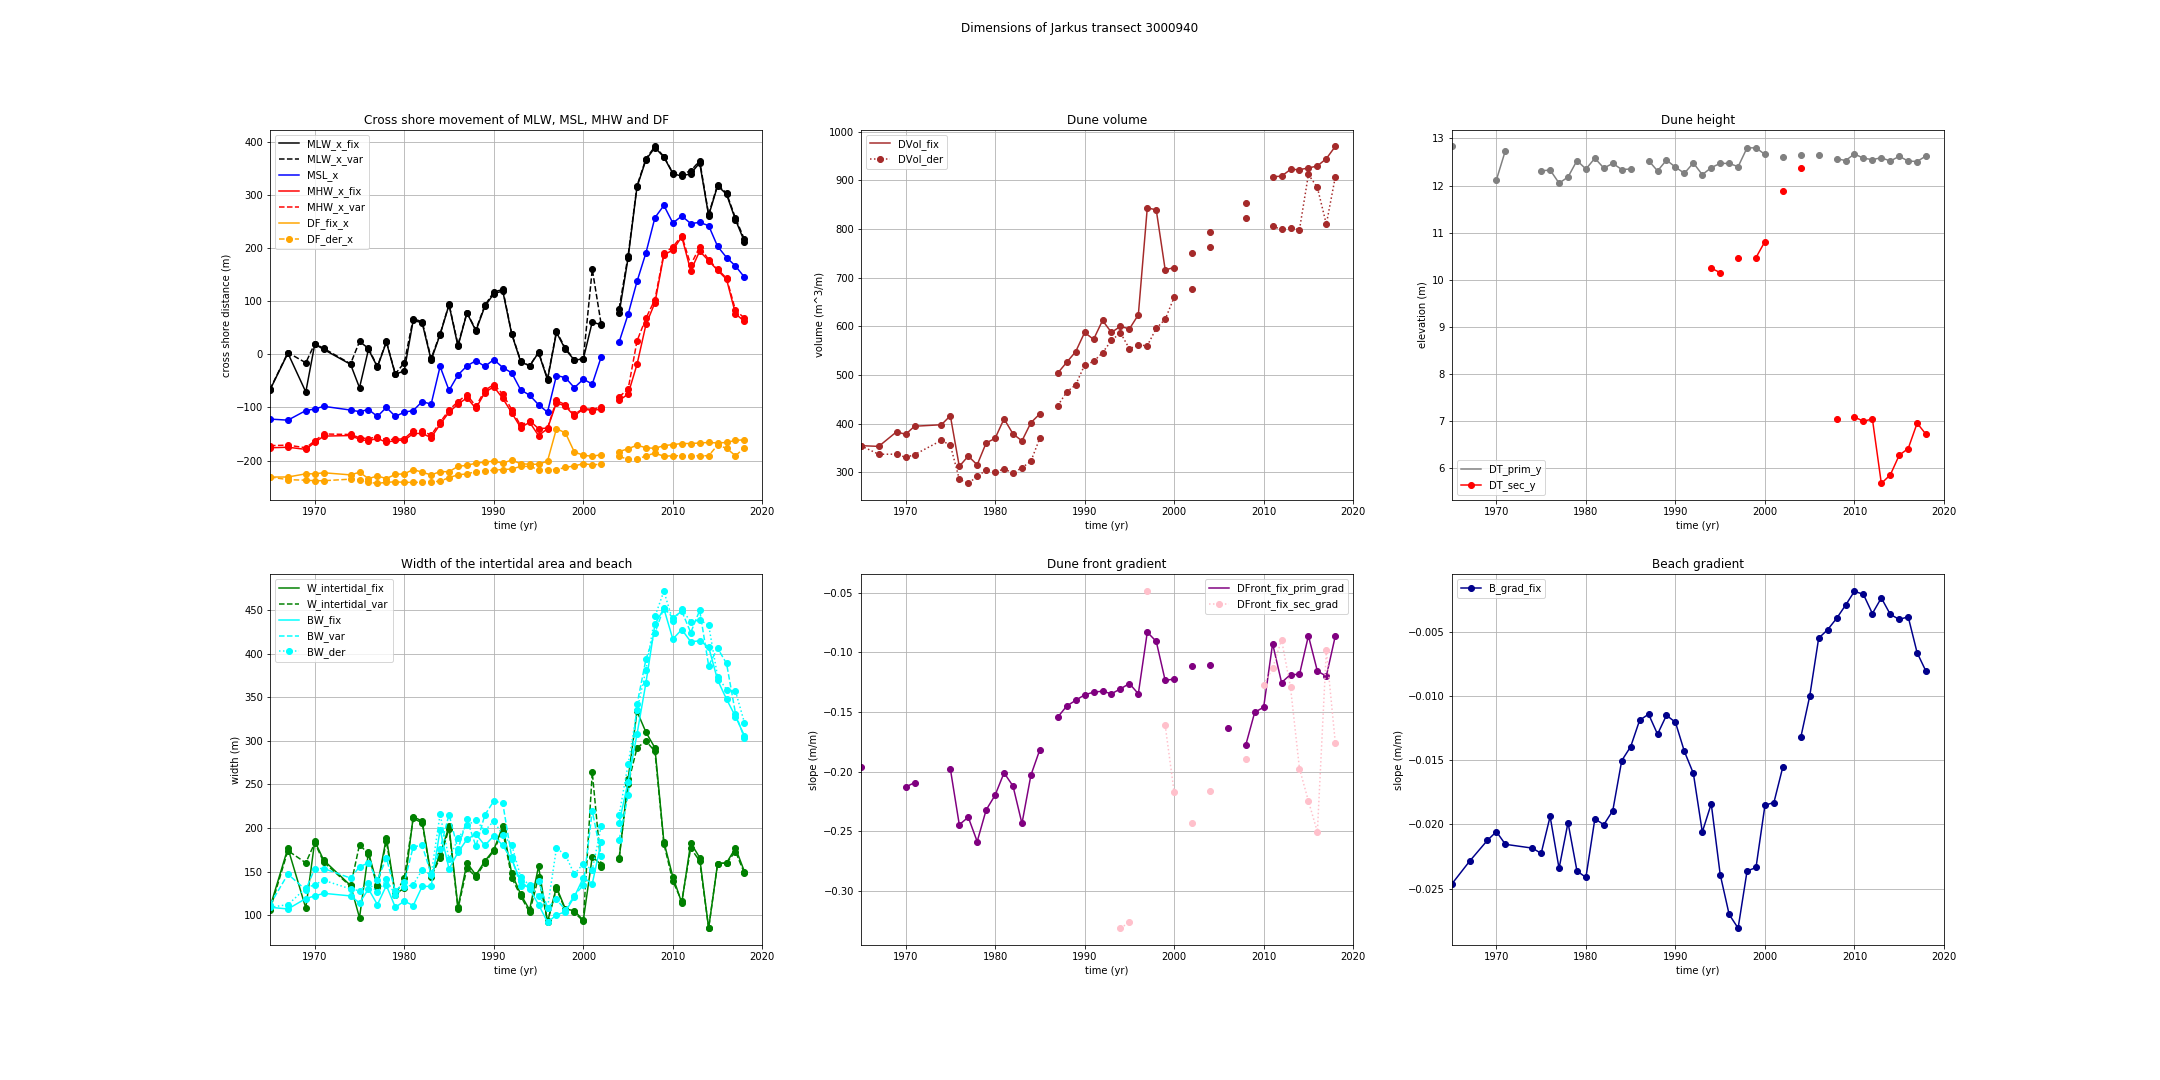 Dimensions of Jarkus transect 3000940
Cross shore movement of MLW, MSL, MHW and DF
cross shore distance (m)
400
300
200
100
0
−100
−200
MLW_x_fix
MLW_x_var
MSL_x
MHW_x_fix
MHW_x_var
DF_fix_x
DF_der_x
1970 1980 1990 2000 2010 2020
time (yr)
Dune volume
volume (m^3/m)
1000
900
800
700
600
500
400
300
DVol_fix
DVol_der
1970 1980 1990 2000 2010 2020
time (yr)
Dune height
elevation (m)
13
12
11
10
9
8
7
6
DT_prim_y
DT_sec_y
1970 1980 1990 2000 2010 2020
time (yr)
Width of the intertidal area and beach
width (m)
450
400
350
300
250
200
150
100
W_intertidal_fix
W_intertidal_var
BW_fix
BW_var
BW_der
1970 1980 1990 2000 2010 2020
time (yr)
Dune front gradient
slope (m/m)
−0.05
−0.10
−0.15
−0.20
−0.25
−0.30
DFront_fix_prim_grad
DFront_fix_sec_grad
1970 1980 1990 2000 2010 2020
time (yr)
Beach gradient
slope (m/m)
−0.005
−0.010
−0.015
−0.020
−0.025
B_grad_fix
1970 1980 1990 2000 2010 2020
time (yr)